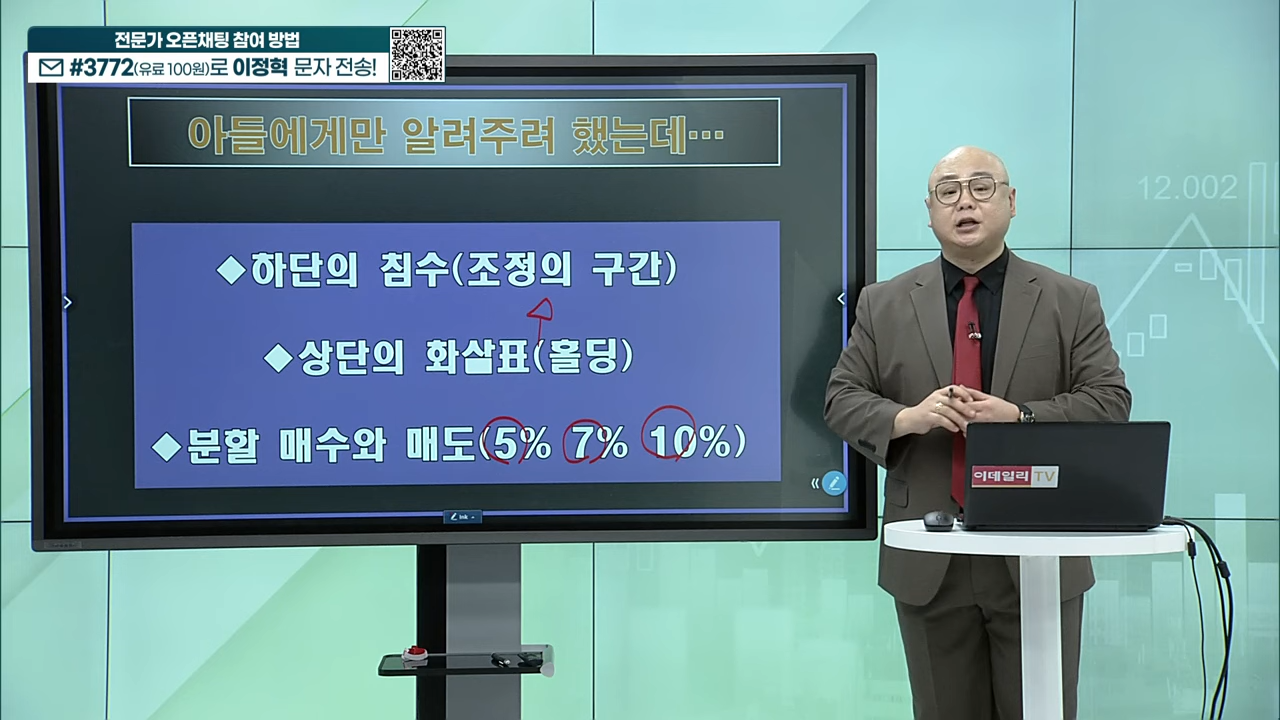 전문가 오픈채팅 참여 방법
#3772(유료 100원)로 이정혁 문자 전송!
아들에게만 알려주려 했는데…
◆하단의 침수(조정의 구간)
◆상단의 화살표(홀딩)
◆분할 매수와 매도(5% 7% 10%)
Ink
12.002
이데일리TV